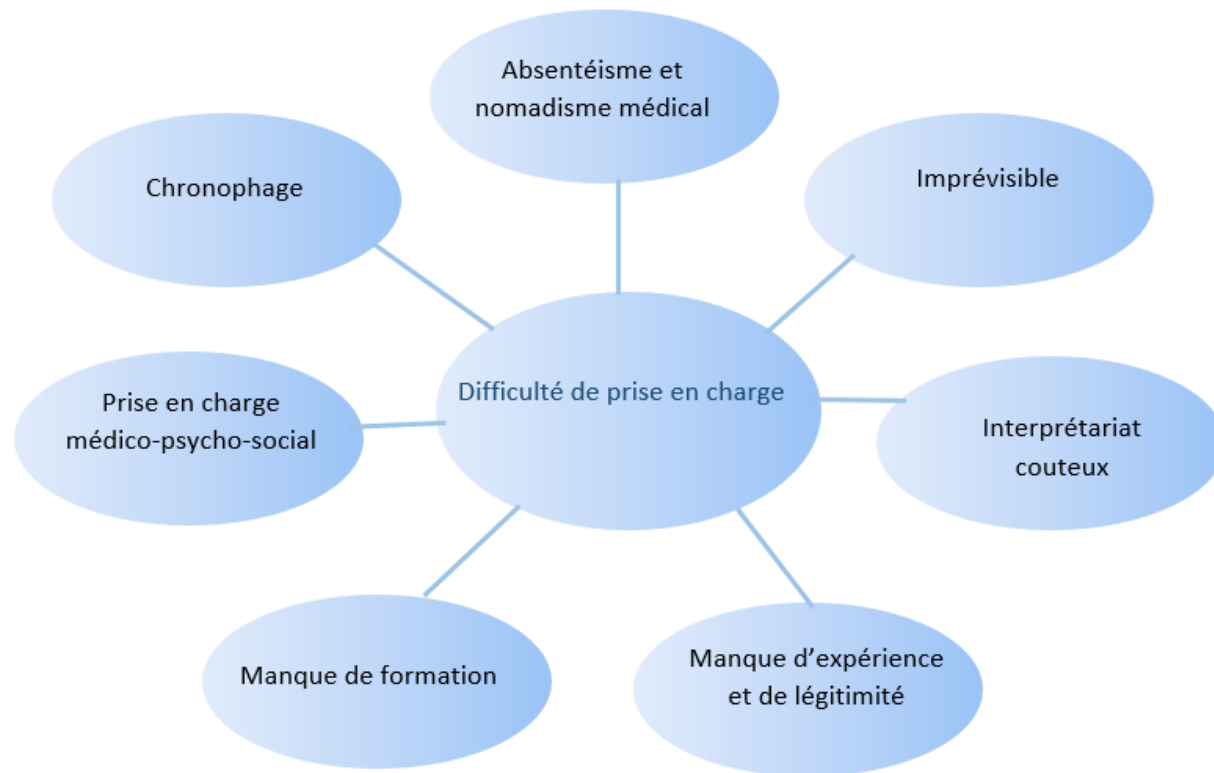 Absentéisme et
nomadisme médical
Chronophage
Imprévisible
Difficulté de prise en charge
Prise en charge
médico-psycho-social
Interprétariat
couteux
Manque de formation
Manque d’expérience
et de légitimité